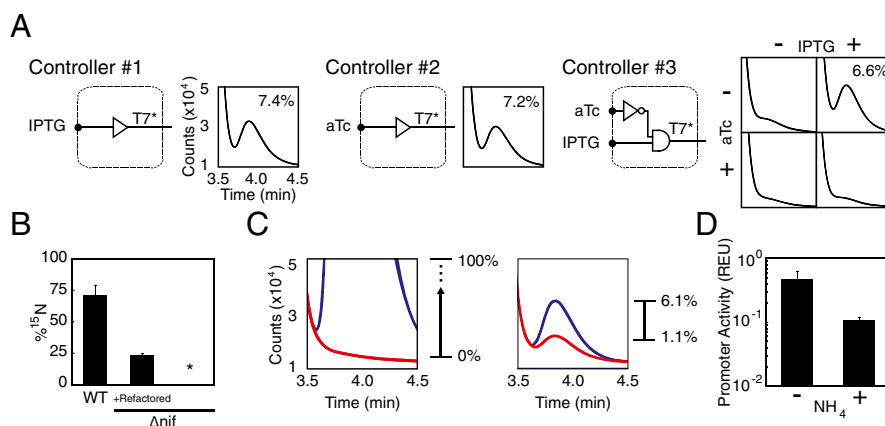 A
Controller #1
IPTG
T7*
Counts (x10⁴)
5
3
1
7.4%
3.5 4.0 4.5
Time (min)
Controller #2
aTc
T7*
7.2%
Controller #3
aTc
IPTG
T7*
- IPTG +
6.6%
-
aTc
+
B
%¹⁵N
100
75
50
25
0
*
WT +Refactored
Δnif
C
Counts (x10⁴)
5
3
1
100%
0%
3.5 4.0 4.5
Time (min)
6.1%
1.1%
3.5 4.0 4.5
Time (min)
D
Promoter Activity (REU)
10⁰
10⁻¹
10⁻²
- NH₄ +